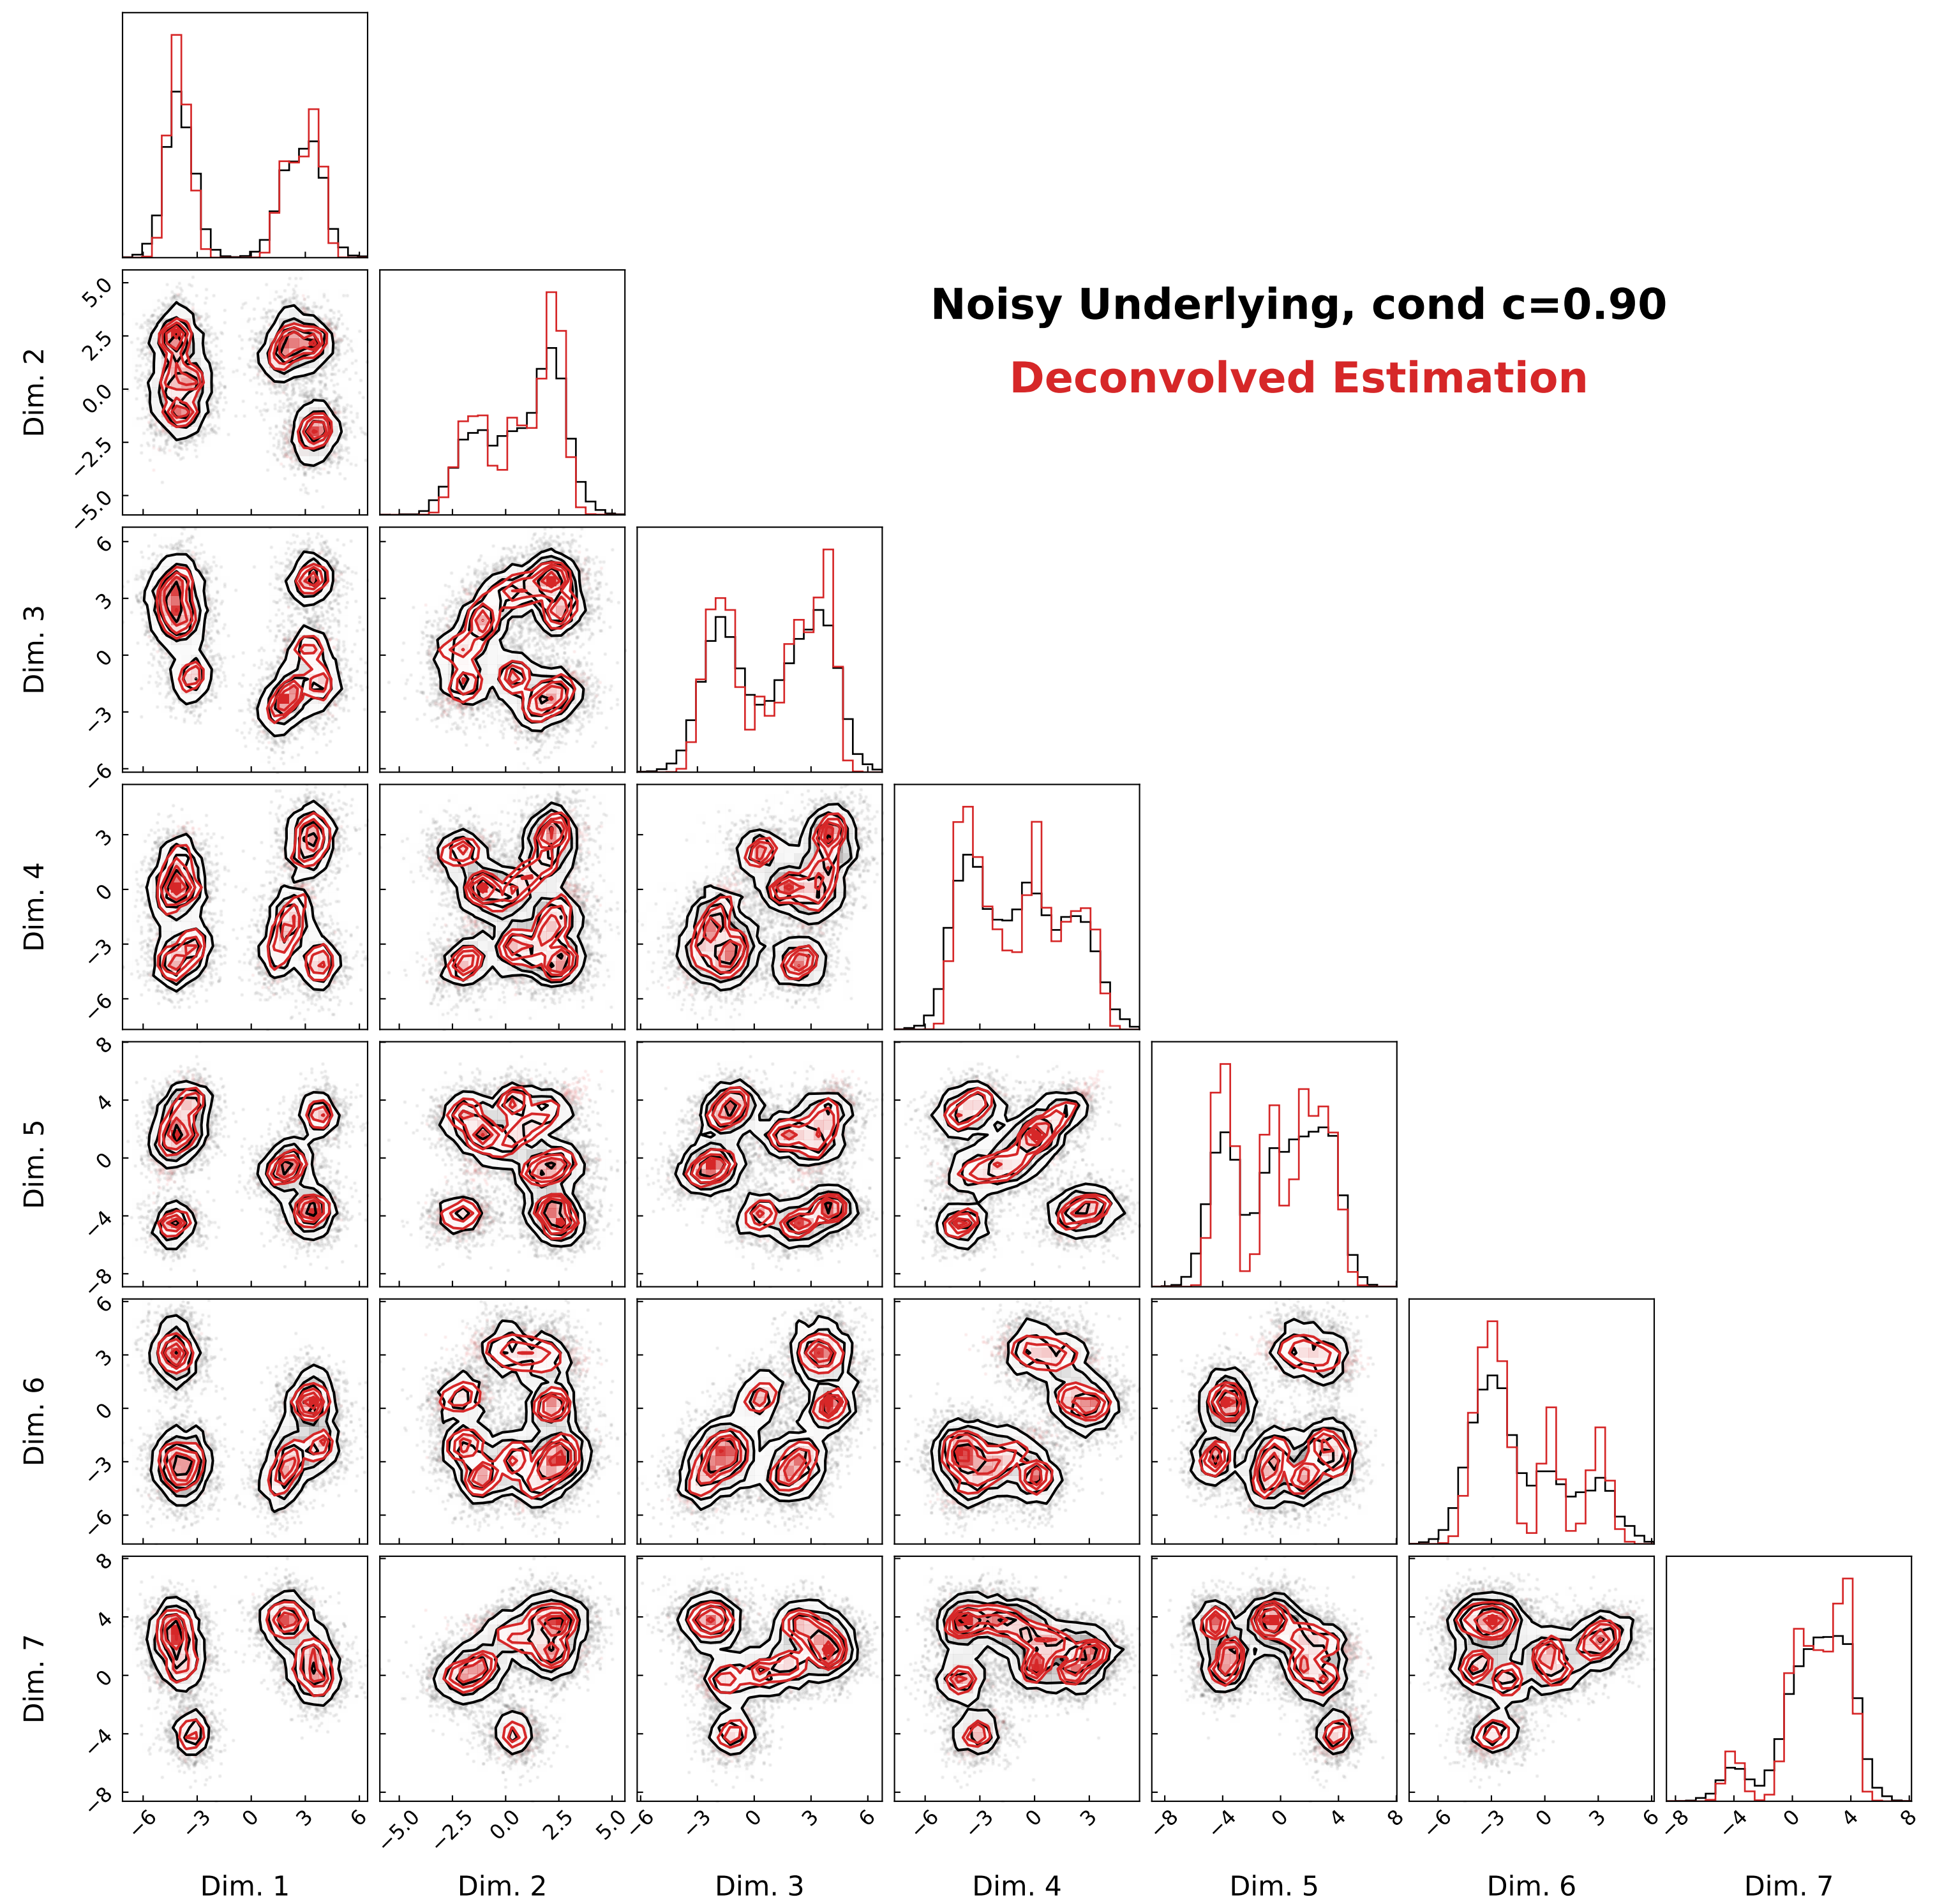 Noisy Underlying, cond c=0.90
Deconvolved Estimation
5.0
2.5
0.0
−2.5
−5.0
Dim. 2
6
3
0
−3
−6
Dim. 3
3
0
−3
−6
Dim. 4
8
4
0
−4
−8
Dim. 5
6
3
0
−3
−6
Dim. 6
8
4
0
−4
−8
Dim. 7
−6 −3 0 3 6 −5.0 −2.5 0.0 2.5 5.0 −6 −3 0 3 6 −6 −3 0 3 −8 −4 0 4 8 −6 −3 0 3 6 −8 −4 0 4 8
Dim. 1 Dim. 2 Dim. 3 Dim. 4 Dim. 5 Dim. 6 Dim. 7